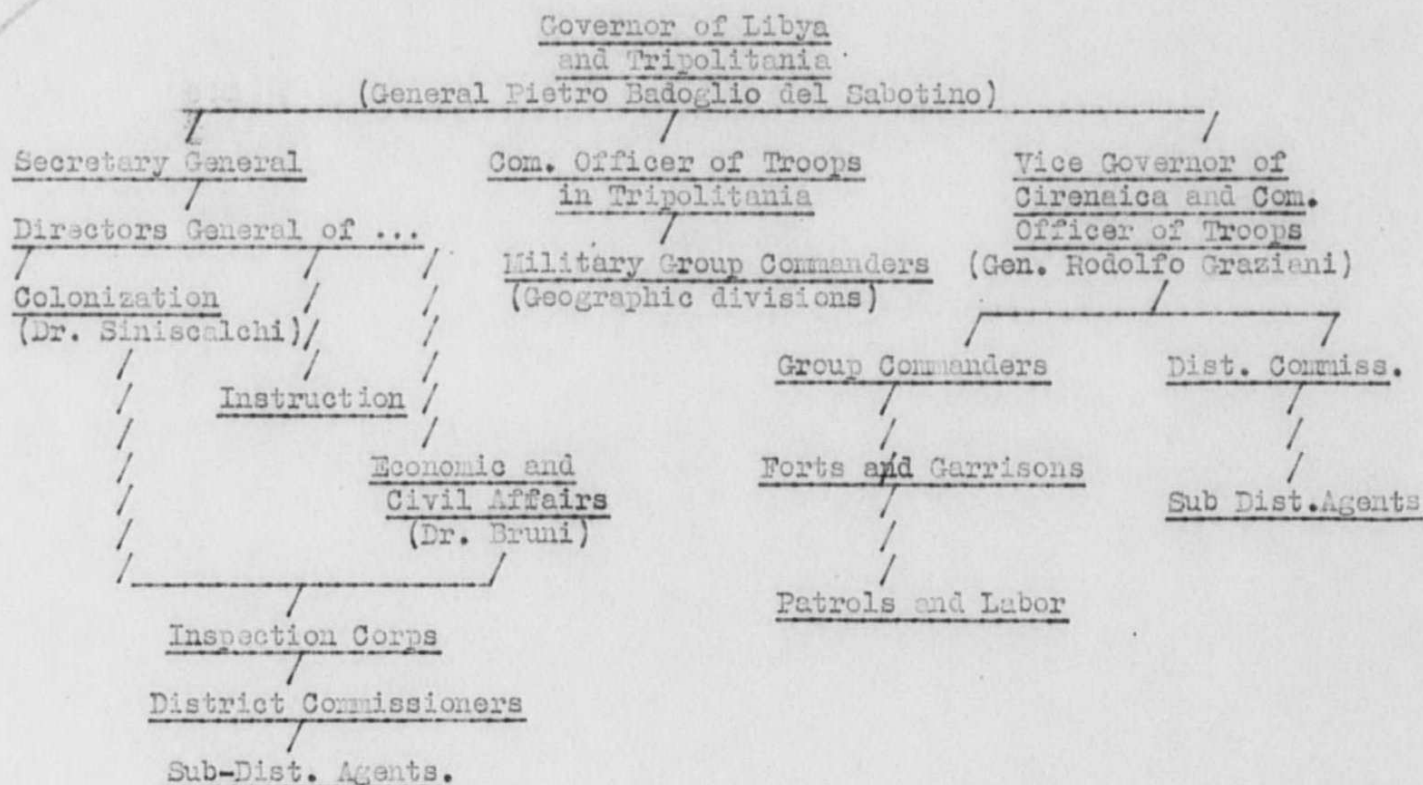 Governor of Libya
and Tripolitania
(General Pietro Badoglio del Sabotino)
Secretary General
Com. Officer of Troops
in Tripolitania
Vice Governor of
Cirenaica and Com.
Officer of Troops
(Gen. Rodolfo Graziani)
Directors General of ...
Military Group Commanders
(Geographic divisions)
Colonization
(Dr. Siniscalchi)
Instruction
Economic and
Civil Affairs
(Dr. Bruni)
Group Commanders
Dist. Commiss.
Forts and Garrisons
Sub Dist.Agents
Patrols and Labor
Inspection Corps
District Commissioners
Sub-Dist. Agents.